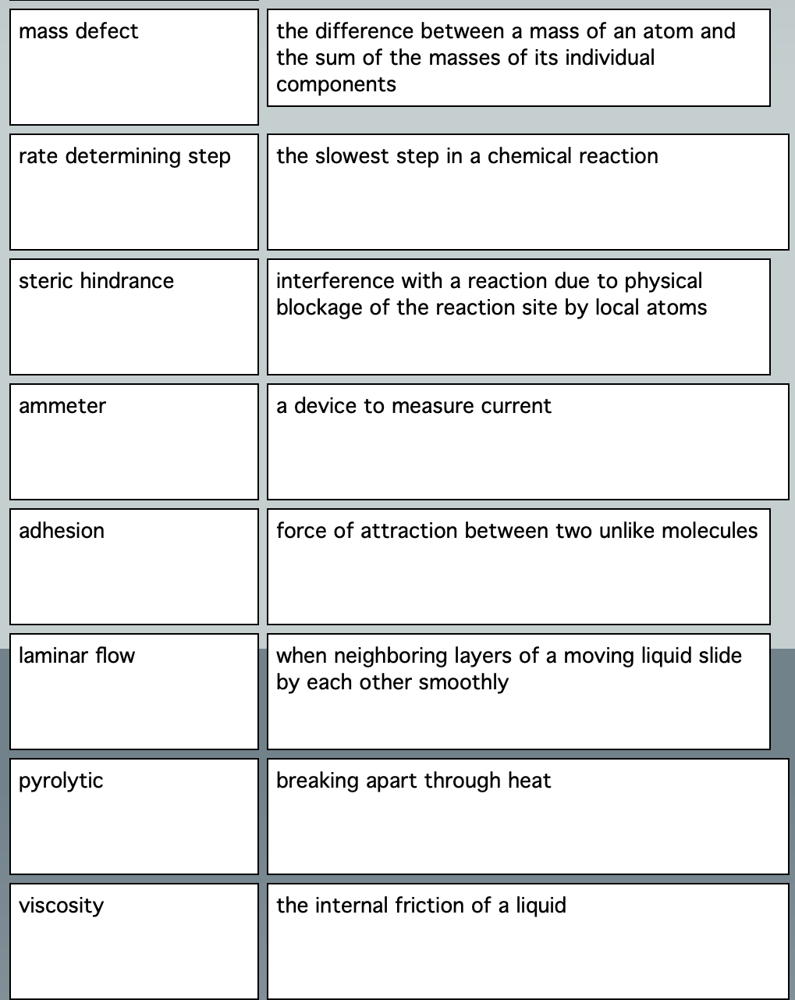 mass defect
the difference between a mass of an atom and
the sum of the masses of its individual
components
rate determining step
the slowest step in a chemical reaction
steric hindrance
interference with a reaction due to physical
blockage of the reaction site by local atoms
ammeter
a device to measure current
adhesion
force of attraction between two unlike molecules
laminar flow
when neighboring layers of a moving liquid slide
by each other smoothly
pyrolytic
breaking apart through heat
viscosity
the internal friction of a liquid